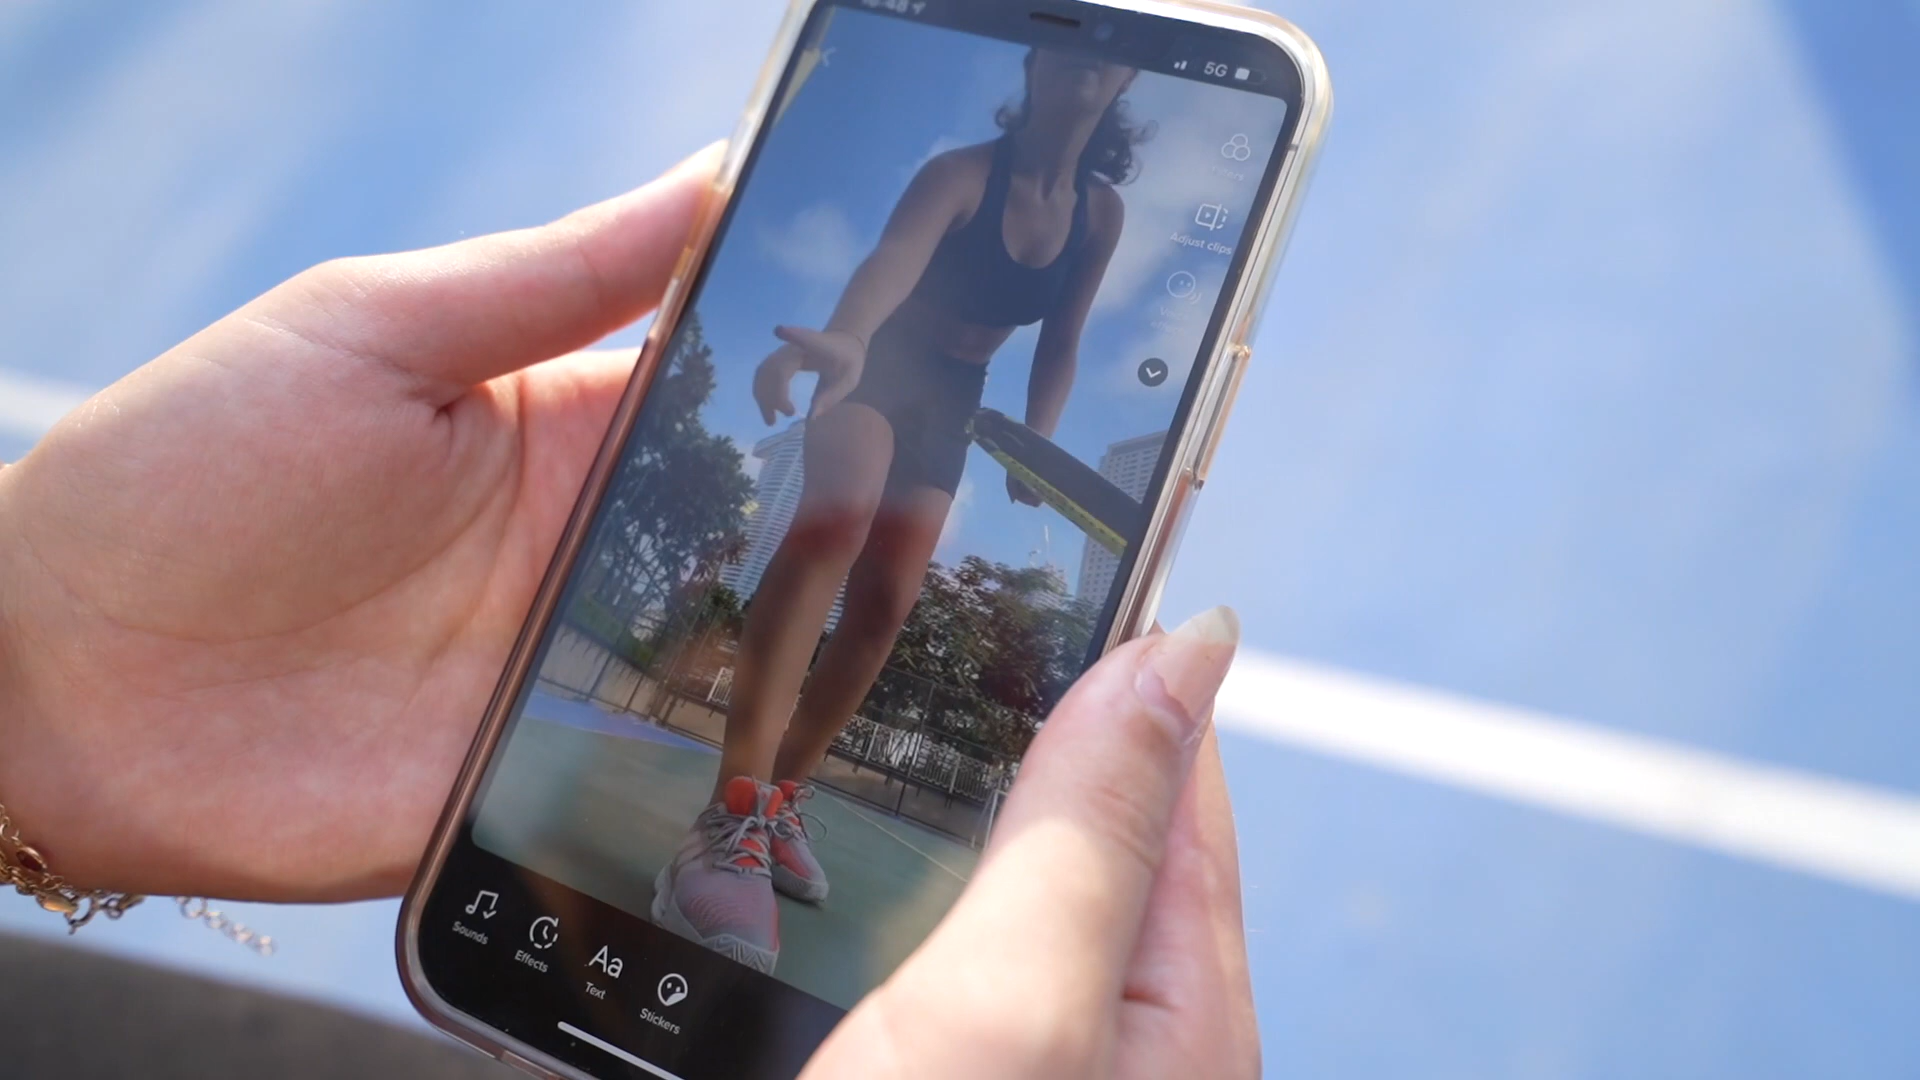 5G
Adjust clips
Sounds
Effects
Aa
Text
Stickers